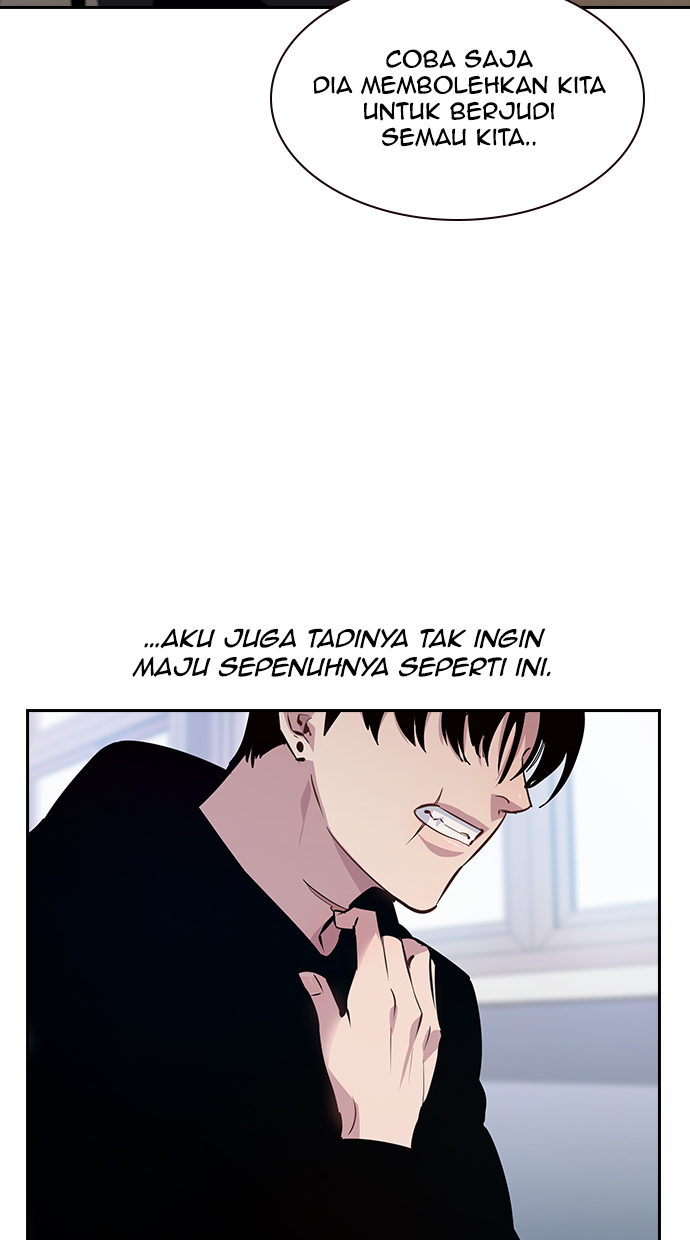 COBA SAJA
DIA MEMBOLEHKAN KITA
UNTUK BERJUDI
SEMAU KITA..
...AKU JUGA TADINYA TAK INGIN
MAJU SEPENUHNYA SEPERTI INI.